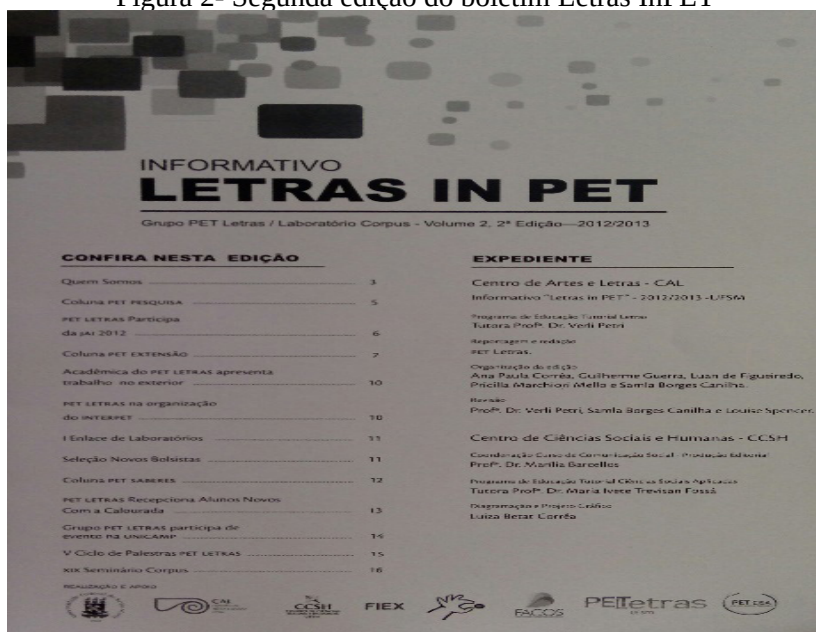 Figura 2- Segunda edição do boletim Letras InPET
INFORMATIVO
LETRAS IN PET
Grupo PET Letras / Laboratório Corpus - Volume 2, 2ª Edição—2012/2013
CONFIRA NESTA EDIÇÃO
Quem Somos 3
Coluna PET PESQUISA 5
PET LETRAS Participa
da JAI 2012 6
Coluna PET EXTENSÃO 7
Acadêmica do PET LETRAS apresenta
trabalho no exterior 10
PET LETRAS na organização
do INTERPET 10
I Enlace de Laboratórios 11
Seleção Novos Bolsistas 11
Coluna PET SABERES 12
PET LETRAS Recepciona Alunos Novos
Com a Calourada 13
Grupo PET LETRAS participa de
evento na UNICAMP 14
V Ciclo de Palestras PET LETRAS 15
XIX Seminário Corpus 16
EXPEDIENTE
Centro de Artes e Letras - CAL
Informativo "Letras in PET" - 2012/2013 -UFSM
Programa de Educação Tutorial Letras
Tutora Profª. Dr. Verli Petri
Reportagem e redação
PET Letras.
Organização da edição
Ana Paula Corrêa, Guilherme Guerra, Luan de Figueiredo,
Pricilla Marchiori Mello e Samla Borges Canilha.
Revisão
Profª. Dr. Verli Petri, Samla Borges Canilha e Louise Spencer.
Centro de Ciências Sociais e Humanas - CCSH
Coordenação Curso de Comunicação Social - Produção Editorial
Profª. Dr. Marília Barcellos
Programa de Educação Tutorial Ciências Sociais Aplicadas
Tutora Profª. Dr. Maria Ivete Trevisan Fossá
Diagramação e Projeto Gráfico
Luiza Betat Corrêa
REALIZAÇÃO E APOIO
CAL
CCSH
FIEX
FACOS
PETLetras
PET CSA